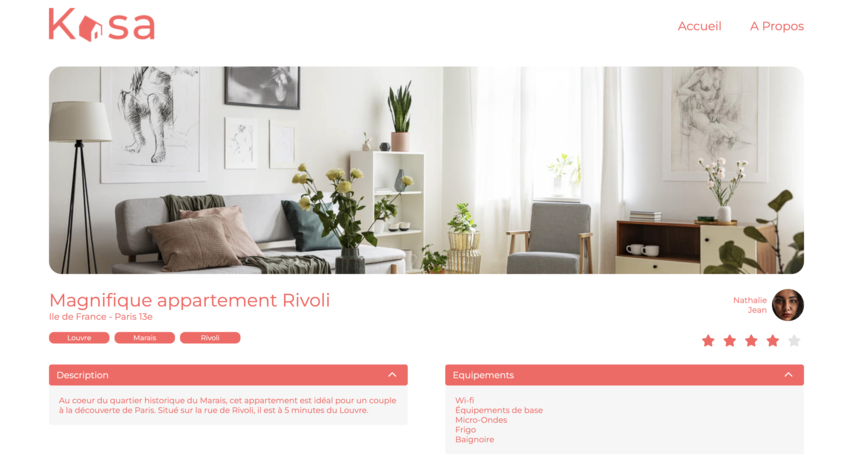 Kasa
Accueil
A Propos
Magnifique appartement Rivoli
Ile de France - Paris 13e
Louvre
Marais
Rivoli
Nathalie
Jean
Description
Au coeur du quartier historique du Marais, cet appartement est idéal pour un couple
à la découverte de Paris. Situé sur la rue de Rivoli, il est à 5 minutes du Louvre.
Equipements
Wi-fi
Équipements de base
Micro-Ondes
Frigo
Baignoire